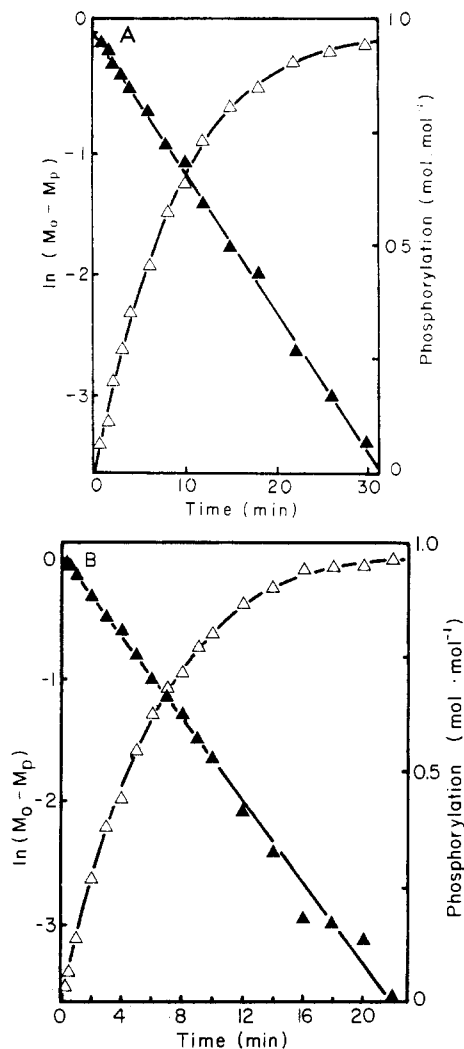 A
0
-1
-2
-3
ln (Mo - Mp)
1.0
0.5
0
Phosphorylation (mol. mol⁻¹)
0 10 20 30
Time (min)
B
0
-1
-2
-3
ln (Mo - Mp)
1.0
0.5
0
Phosphorylation (mol · mol⁻¹)
0 4 8 12 16 20
Time (min)